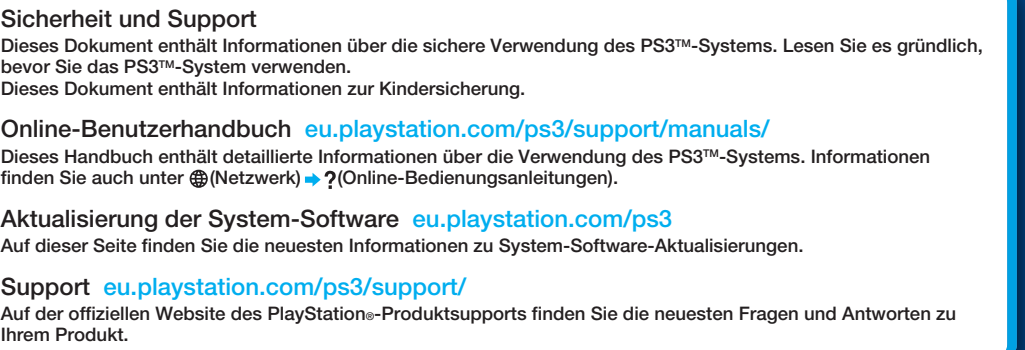 Sicherheit und Support
Dieses Dokument enthält Informationen über die sichere Verwendung des PS3™-Systems. Lesen Sie es gründlich,
bevor Sie das PS3™-System verwenden.
Dieses Dokument enthält Informationen zur Kindersicherung.
Online-Benutzerhandbuch eu.playstation.com/ps3/support/manuals/
Dieses Handbuch enthält detaillierte Informationen über die Verwendung des PS3™-Systems. Informationen
finden Sie auch unter (Netzwerk) ➡ ?(Online-Bedienungsanleitungen).
Aktualisierung der System-Software eu.playstation.com/ps3
Auf dieser Seite finden Sie die neuesten Informationen zu System-Software-Aktualisierungen.
Support eu.playstation.com/ps3/support/
Auf der offiziellen Website des PlayStation®-Produktsupports finden Sie die neuesten Fragen und Antworten zu
Ihrem Produkt.